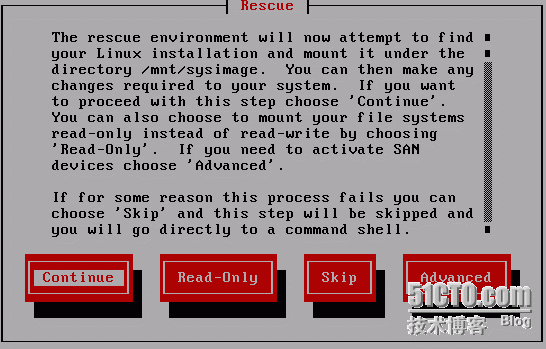 Rescue
The rescue environment will now attempt to find
your Linux installation and mount it under the
directory /mnt/sysimage.  You can then make any
changes required to your system.  If you want
to proceed with this step choose 'Continue'.
You can also choose to mount your file systems
read-only instead of read-write by choosing
'Read-Only'.  If you need to activate SAN
devices choose 'Advanced'.
If for some reason this process fails you can
choose 'Skip' and this step will be skipped and
you will go directly to a command shell.
Continue Read-Only Skip Advanced
51CTO.com
技术博客 Blog